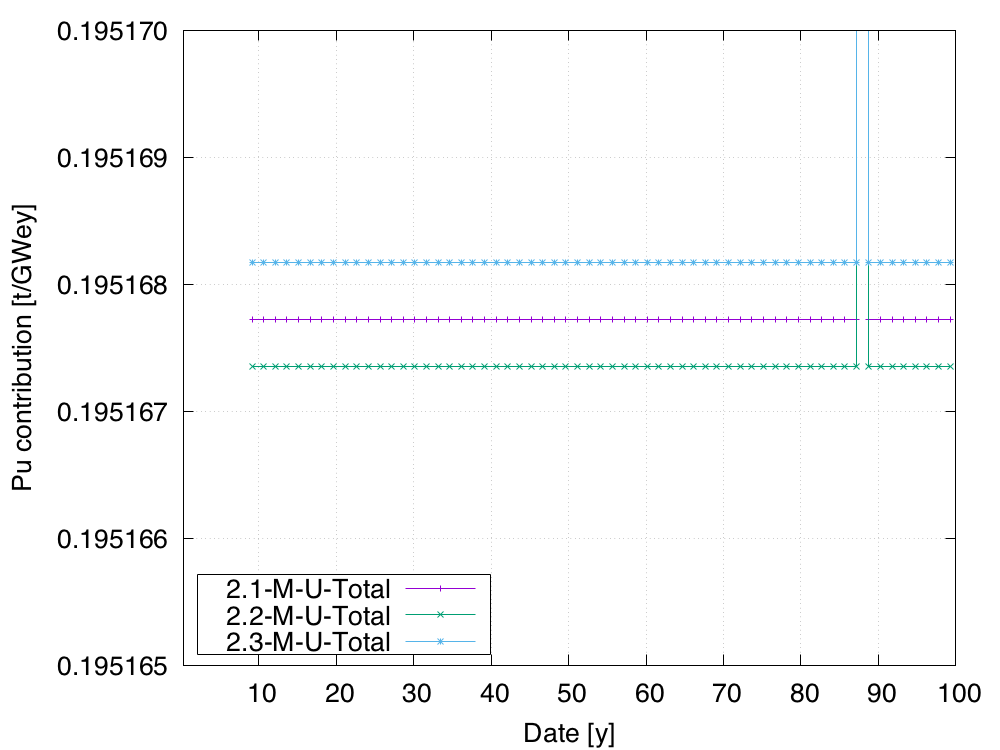 0.195170
0.195169
0.195168
0.195167
0.195166
0.195165
Pu contribution [t/GWey]
2.1-M-U-Total
2.2-M-U-Total
2.3-M-U-Total
10 20 30 40 50 60 70 80 90 100
Date [y]